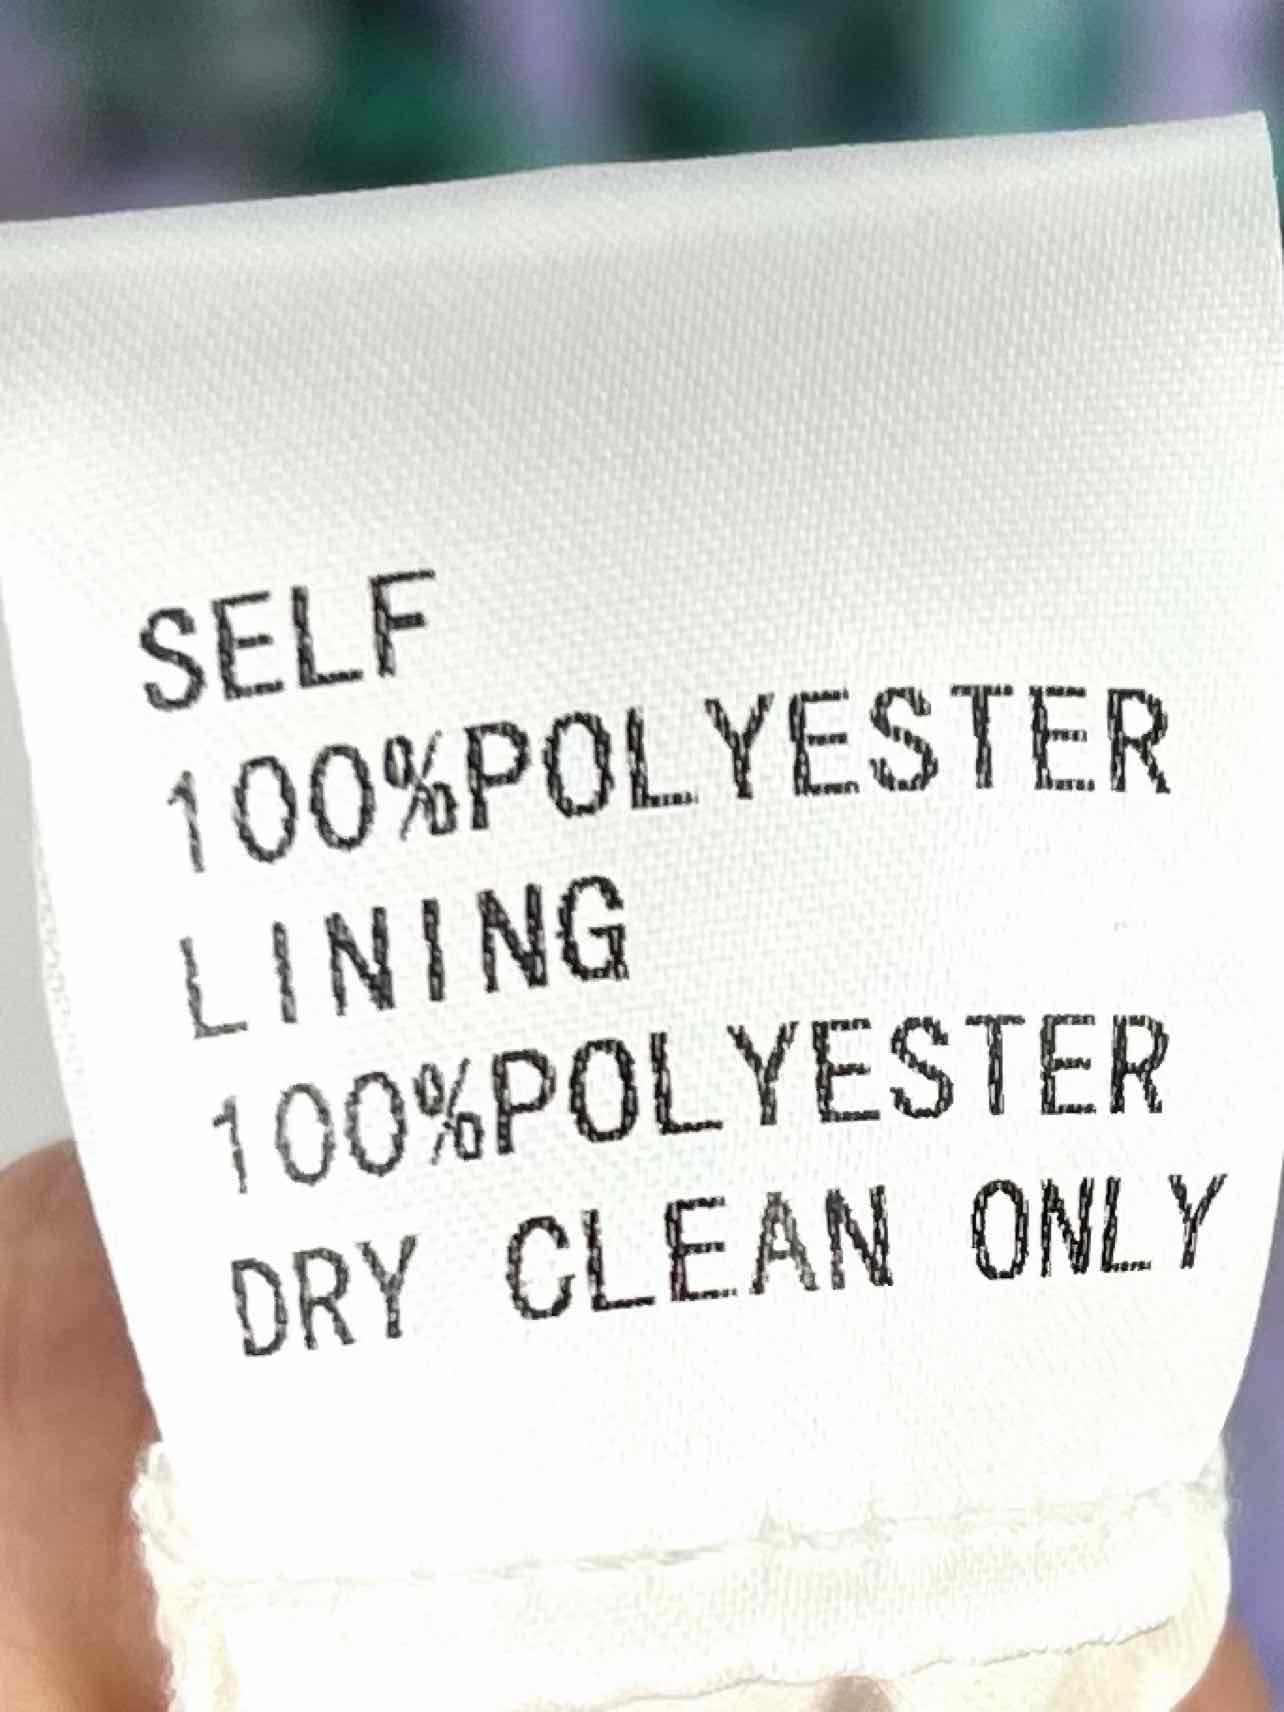 SELF
100%POLYESTER
LINING
100%POLYESTER
DRY CLEAN ONLY